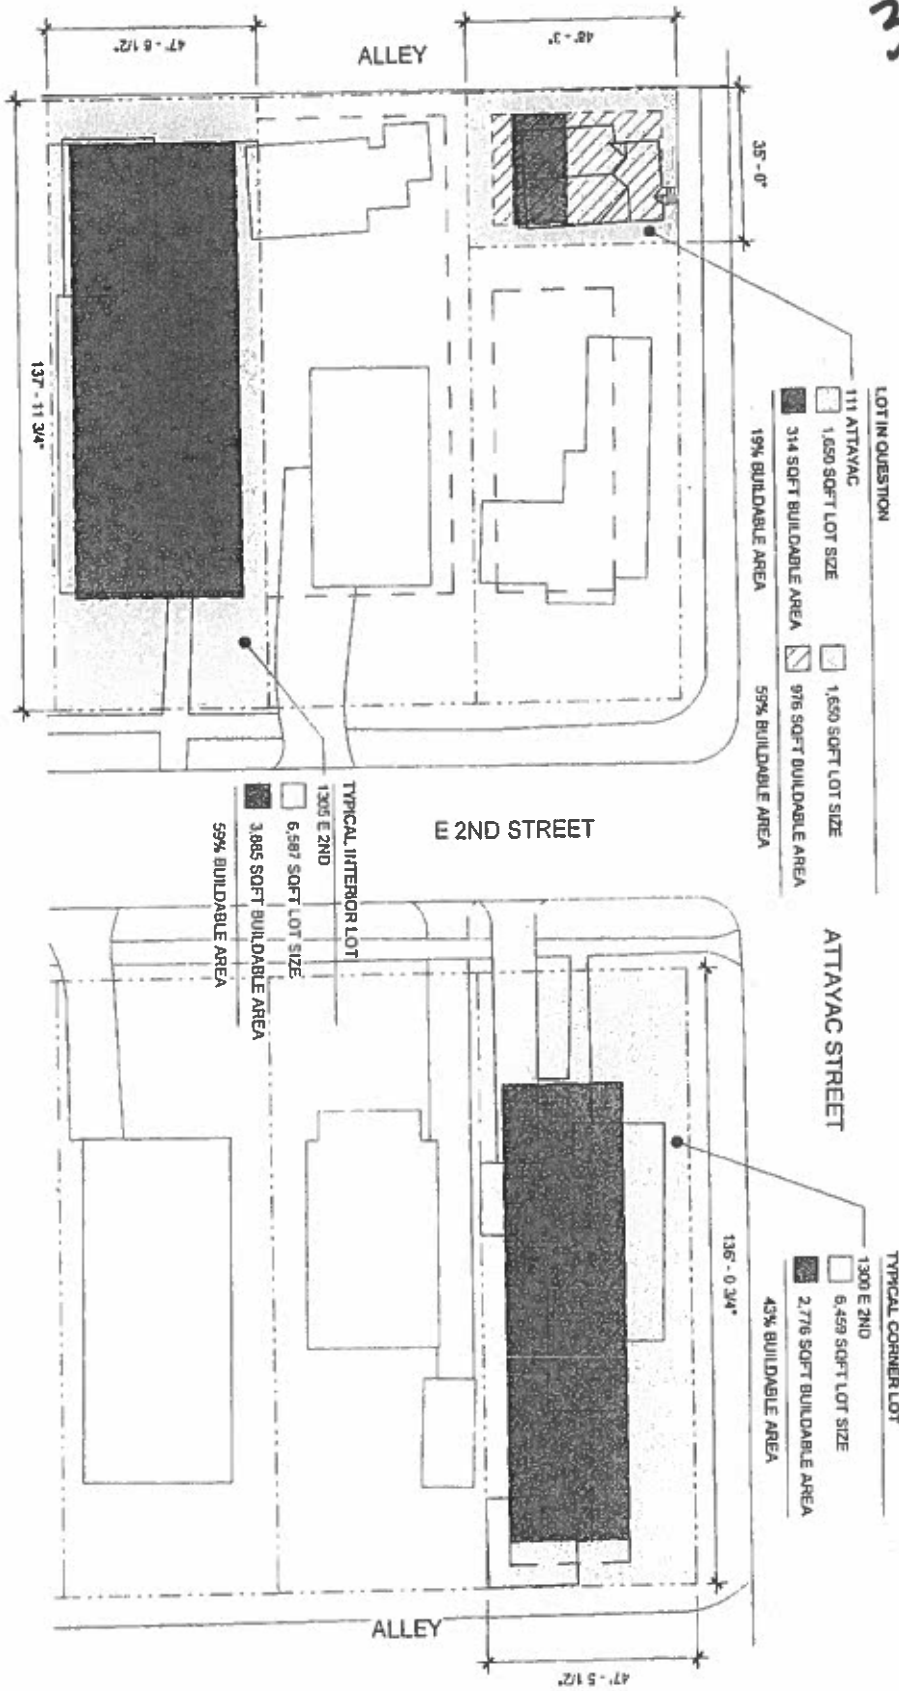 ALLEY
47' - 8 1/2"
48' - 3"
35' - 0"
137' - 11 3/4"
LOT IN QUESTION
111 ATTAYAC
1,650 SQFT LOT SIZE
314 SQFT BUILDABLE AREA
19% BUILDABLE AREA
1,650 SQFT LOT SIZE
976 SQFT BUILDABLE AREA
59% BUILDABLE AREA
E 2ND STREET
TYPICAL INTERIOR LOT
1305 E 2ND
6,587 SQFT LOT SIZE
3,885 SQFT BUILDABLE AREA
59% BUILDABLE AREA
ATTAYAC STREET
TYPICAL CORNER LOT
1300 E 2ND
6,459 SQFT LOT SIZE
2,776 SQFT BUILDABLE AREA
43% BUILDABLE AREA
136' - 0 3/4"
47' - 5 1/2"
ALLEY